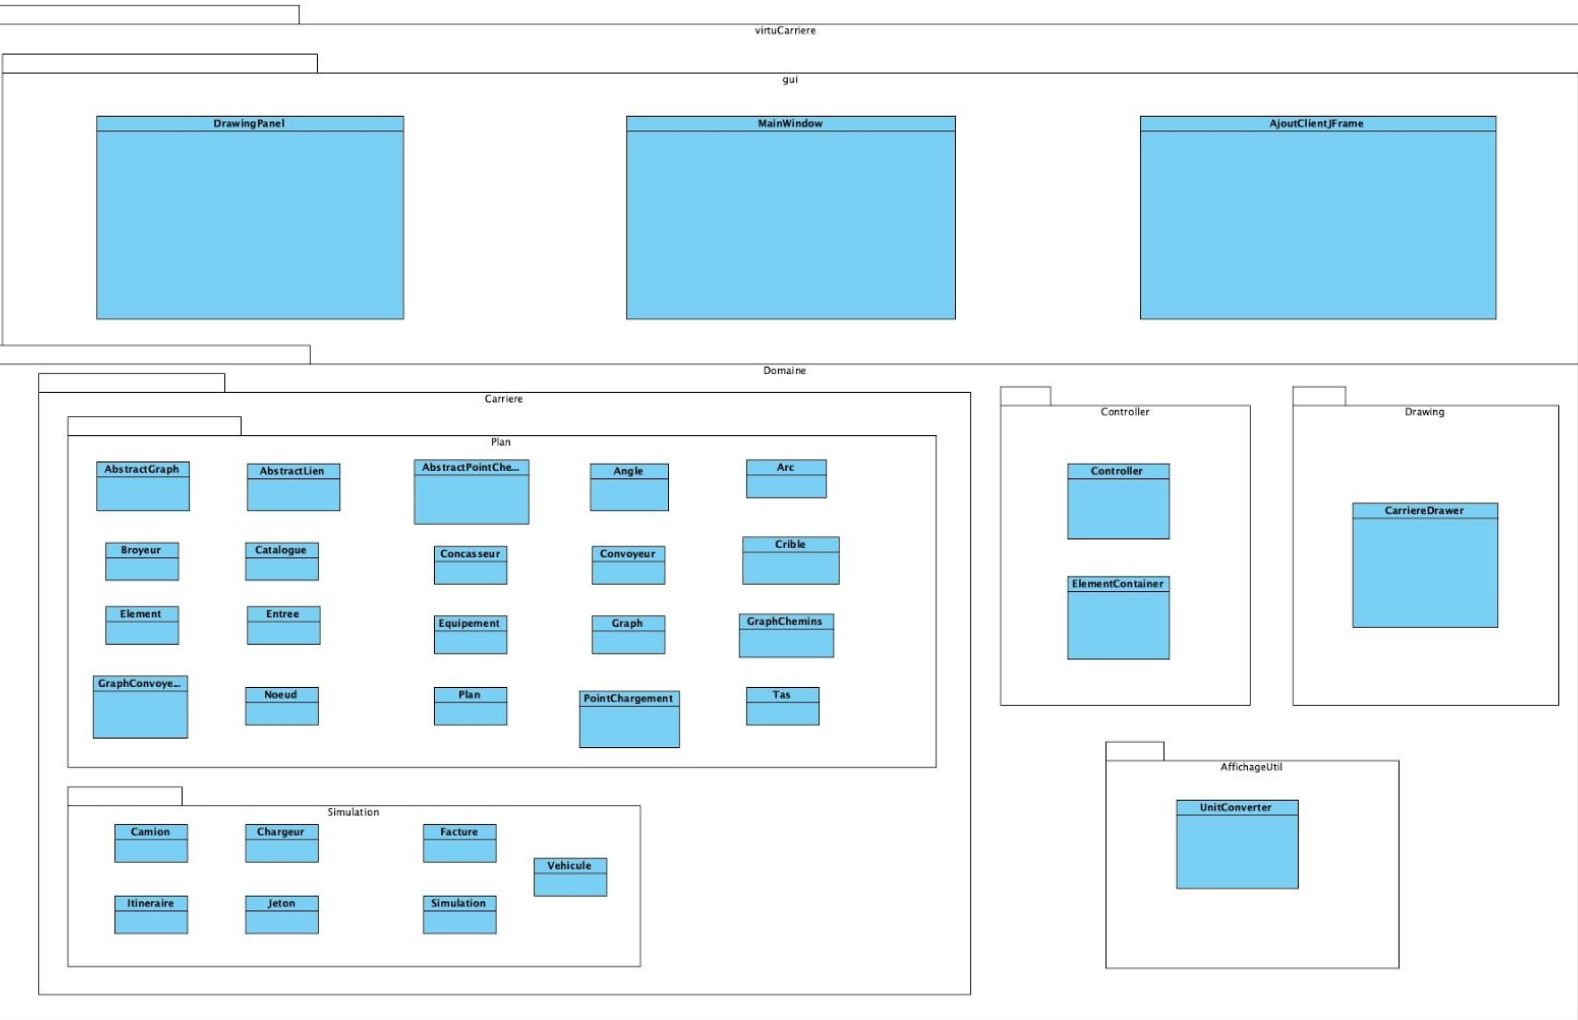 virtuCarriere
gui
DrawingPanel
MainWindow
AjoutClientJFrame
Domaine
Carriere
Plan
AbstractGraph
AbstractLien
AbstractPointChe...
Angle
Arc
Broyeur
Catalogue
Concasseur
Convoyeur
Crible
Element
Entree
Equipement
Graph
GraphChemins
GraphConvoye...
Noeud
Plan
PointChargement
Tas
Simulation
Camion
Chargeur
Facture
Vehicule
Itineraire
Jeton
Simulation
Controller
Controller
ElementContainer
Drawing
CarriereDrawer
AffichageUtil
UnitConverter